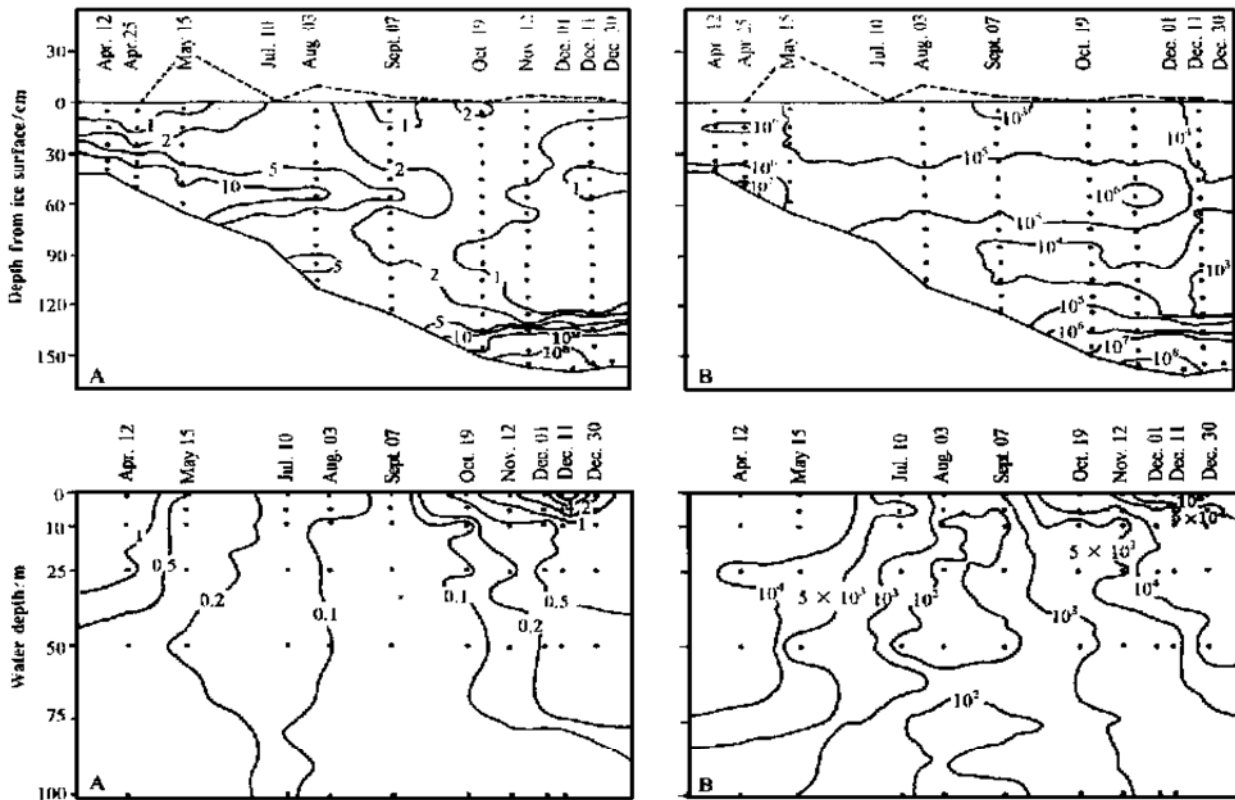 Depth from ice surface/cm
30
0
30
60
90
120
150
Apr. 12
Apr. 25
May 15
Jul. 10
Aug. 03
Sept. 07
Oct 19
Nov. 12
Dec. 01
Dec. 11
Dec 30
1
2
5
10
5
1
2
2
2
1
1
5
10
A
Apr 12
Apr 25
May 15
Jul 10
Aug. 03
Sept. 07
Oct. 19
Dec. 01
Dec. 11
Dec. 30
10⁶
10⁷
10³
10⁵
10⁶
10⁵
10⁴
10³
10⁵
10⁶
10⁷
10⁸
B
Water depth/m
0
10
25
50
75
100
Apr. 12
May 15
Jul. 10
Aug. 03
Sept. 07
Oct. 19
Nov. 12
Dec. 01
Dec. 11
Dec. 30
1
0.5
0.2
0.1
0.1
0.2
0.5
1
2
A
Apr. 12
May 15
Jul. 10
Aug. 03
Sept. 07
Oct. 19
Nov. 12
Dec. 01
Dec. 11
Dec. 30
10⁴
5 × 10³
10³
10²
10³
5 × 10²
10⁴
10²
B